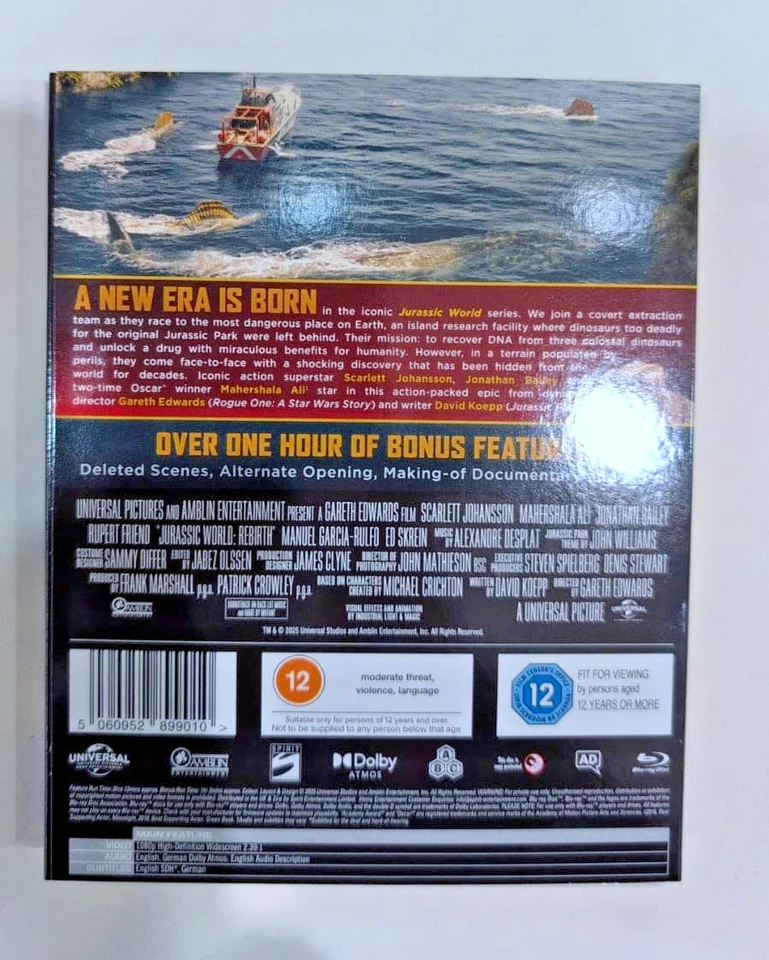 A NEW ERA IS BORN in the iconic Jurassic World series. We join a covert extraction
team as they race to the most dangerous place on Earth, an island research facility where dinosaurs too deadly
for the original Jurassic Park were left behind. Their mission: to recover DNA from three colossal dinosaurs
and unlock a drug with miraculous benefits for humanity. However, in a terrain populated by
perils, they come face-to-face with a shocking discovery that has been hidden from the
world for decades. Iconic action superstar Scarlett Johansson, Jonathan Bailey
two-time Oscar® winner Mahershala Ali† star in this action-packed epic from
director Gareth Edwards (Rogue One: A Star Wars Story) and writer David Koepp (Jurassic
OVER ONE HOUR OF BONUS
Deleted Scenes, Alternate Opening, Making-of
UNIVERSAL PICTURES AND AMBLIN ENTERTAINMENT PRESENT A GARETH EDWARDS FILM SCARLETT JOHANSSON MAHERSHALA ALI JONATHAN BAILEY
RUPERT FRIEND "JURASSIC WORLD: REBIRTH" MANUEL GARCIA-RULFO ED SKREIN MUSIC BY ALEXANDRE DESPLAT JURASSIC PARK THEME BY JOHN WILLIAMS
COSTUME DESIGNER SAMMY DIFFER EDITED BY JABEZ OLSSEN PRODUCTION DESIGNER JAMES CLYNE DIRECTOR OF PHOTOGRAPHY JOHN MATHIESON BSC EXECUTIVE PRODUCERS STEVEN SPIELBERG DENIS STEWART
PRODUCED BY FRANK MARSHALL p.g.a. PATRICK CROWLEY p.g.a. BASED ON CHARACTERS CREATED BY MICHAEL CRICHTON WRITTEN BY DAVID KOEPP DIRECTED BY GARETH EDWARDS
AMBLIN
ENTERTAINMENT
SOUNDTRACK ON BACK LOT MUSIC
VISUAL EFFECTS AND ANIMATION
BY INDUSTRIAL LIGHT & MAGIC
A UNIVERSAL PICTURE
UNIVERSAL
TM & © 2025 Universal Studios and Amblin Entertainment, Inc. All Rights Reserved.
5 060952 899010 >
12
moderate threat,
violence, language
Suitable only for persons of 12 years and over.
Not to be supplied to any person below that age
12
FIT FOR VIEWING
by persons aged
12 YEARS OR MORE
UNIVERSAL
AMBLIN
ENTERTAINMENT
SPIRIT
Dolby
ATMOS
A B C
AD
Blu-ray Disc
MAIN FEATURE
VIDEO 1080p High-Definition Widescreen 2.39:1
AUDIO English, German Dolby Atmos; English Audio Description
SUBTITLES English SDH*, German